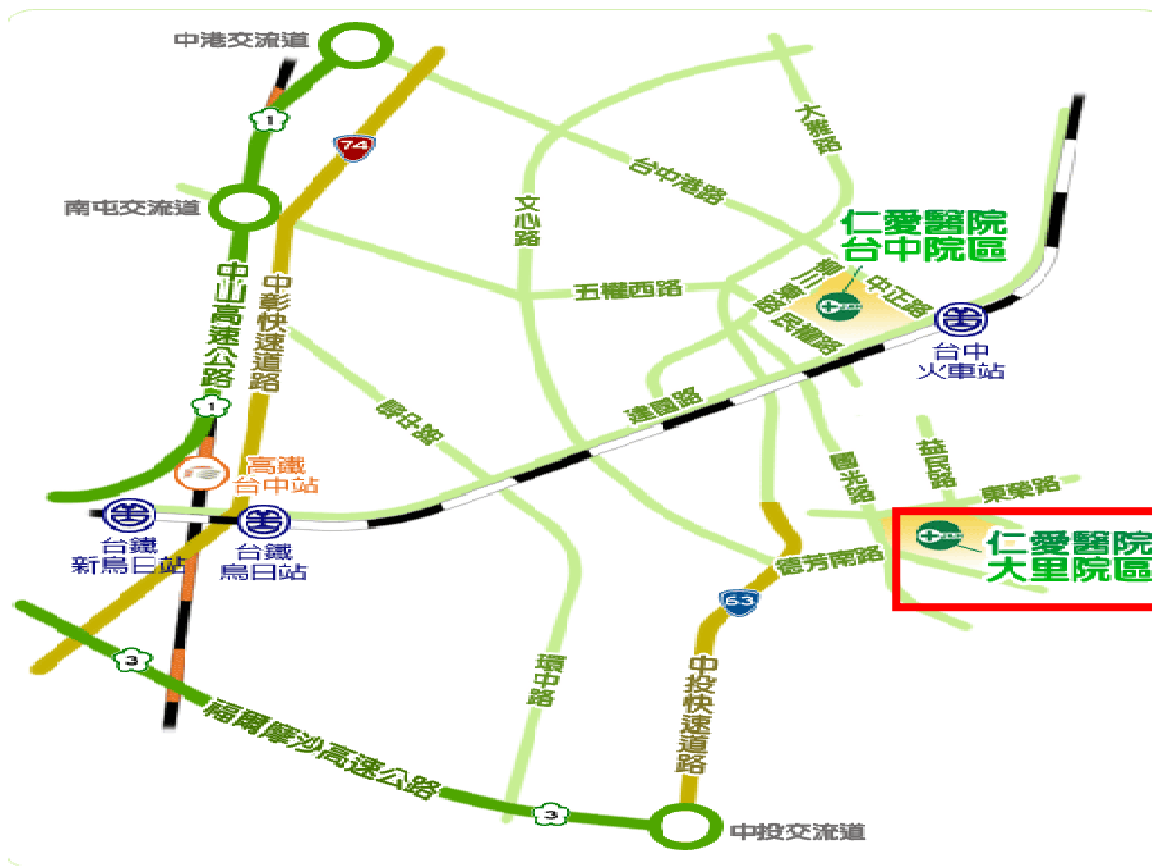 中港交流道
1
74
大雅路
台中港路
南屯交流道
文心路
仁愛醫院
台中院區
中山高速公路
中彰快速道路
五權西路
柳川東路
中正路
民權路
台中
火車站
1
建國路
高鐵
台中站
國光路
益民路
東榮路
台鐵
新烏日站
台鐵
烏日站
德芳南路
仁愛醫院
大里院區
63
3
環中路
中投快速道路
福爾摩沙高速公路
3
中投交流道